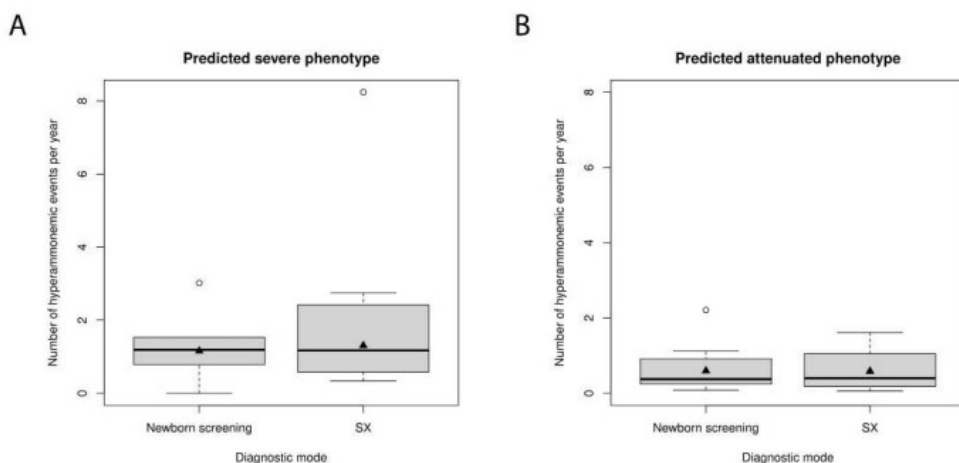 A
Predicted severe phenotype
Number of hyperammonemic events per year
8
6
4
2
0
Newborn screening
SX
Diagnostic mode
B
Predicted attenuated phenotype
Number of hyperammonemic events per year
8
6
4
2
0
Newborn screening
SX
Diagnostic mode